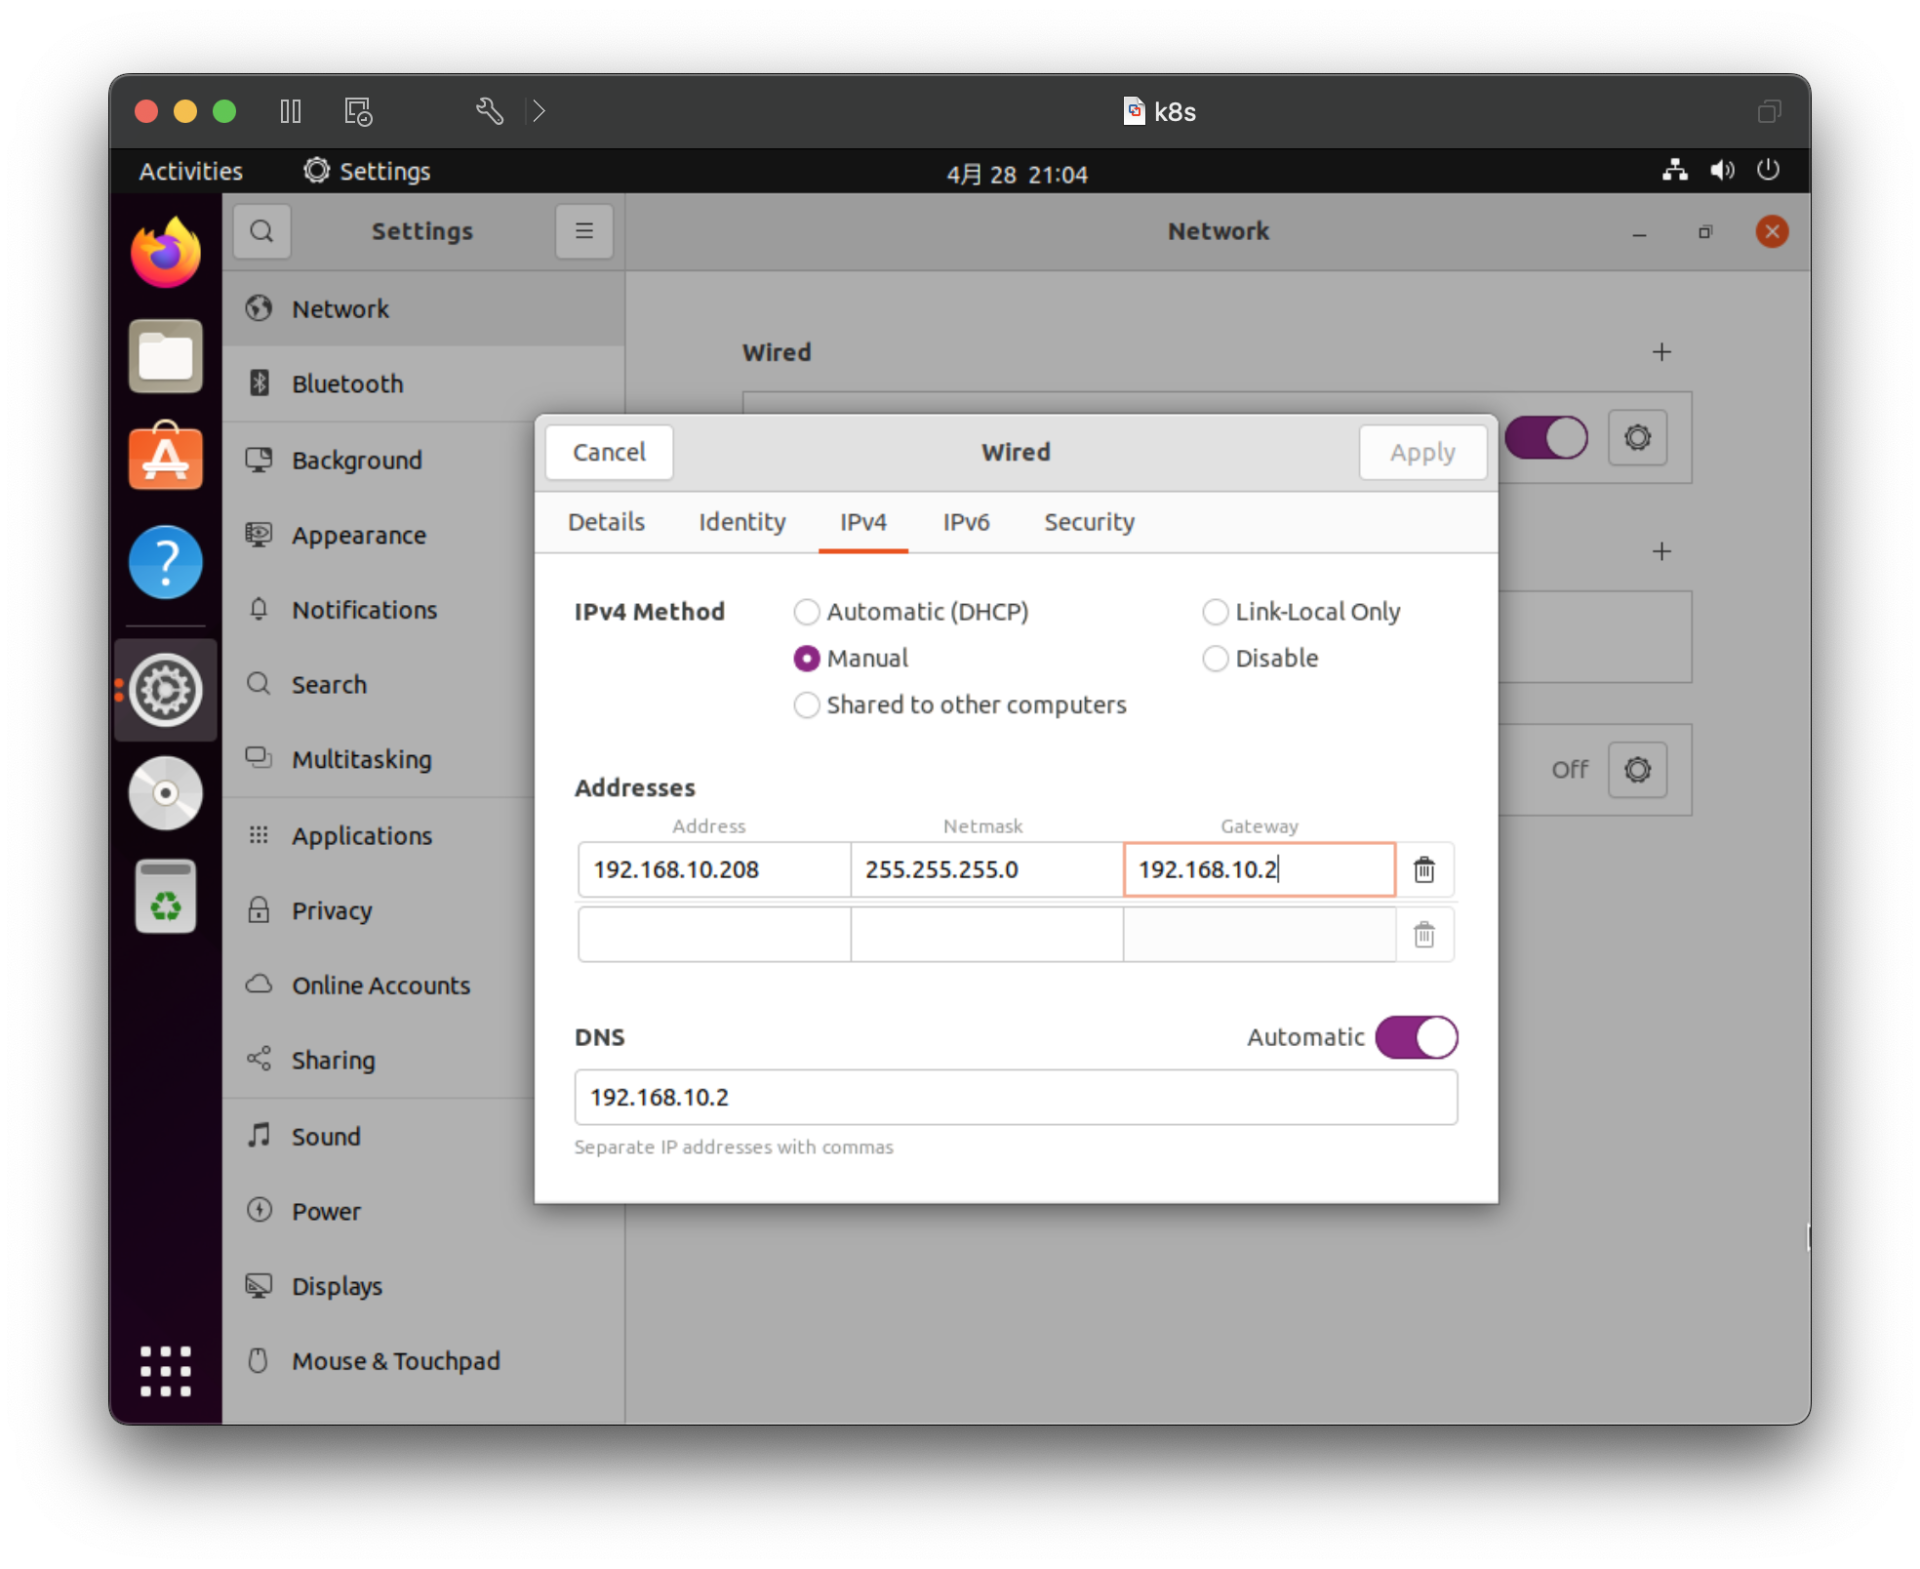 k8s
Activities
Settings
4月 28 21:04
Settings
Network
Network
Bluetooth
Background
Appearance
Notifications
Search
Multitasking
Applications
Privacy
Online Accounts
Sharing
Sound
Power
Displays
Mouse & Touchpad
Wired
Off
Cancel
Wired
Apply
Details
Identity
IPv4
IPv6
Security
IPv4 Method
Automatic (DHCP)
Link-Local Only
Manual
Disable
Shared to other computers
Addresses
Address
Netmask
Gateway
192.168.10.208
255.255.255.0
192.168.10.2
DNS
Automatic
192.168.10.2
Separate IP addresses with commas